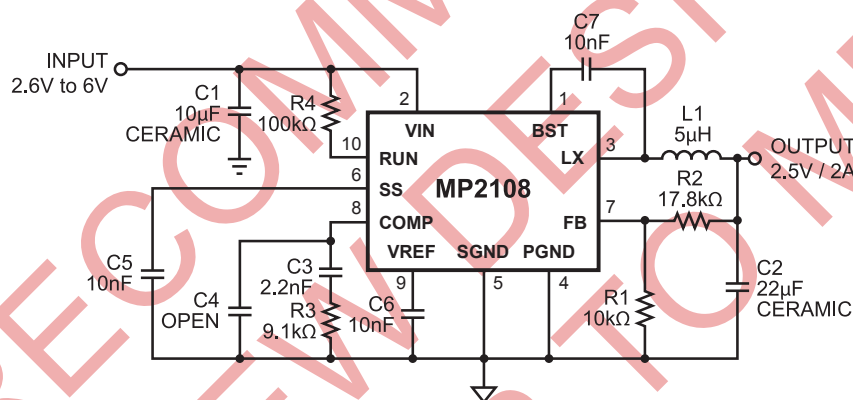 INPUT
2.6V to 6V
C1
10µF
CERAMIC
R4
100kΩ
C7
10nF
2
1
VIN
BST
10
RUN
LX
3
L1
5µH
OUTPUT
2.5V / 2A
6
SS
MP2108
8
COMP
FB
7
R2
17.8kΩ
VREF
SGND
PGND
9
5
4
C5
10nF
C4
OPEN
C3
2.2nF
R3
9.1kΩ
C6
10nF
R1
10kΩ
C2
22µF
CERAMIC